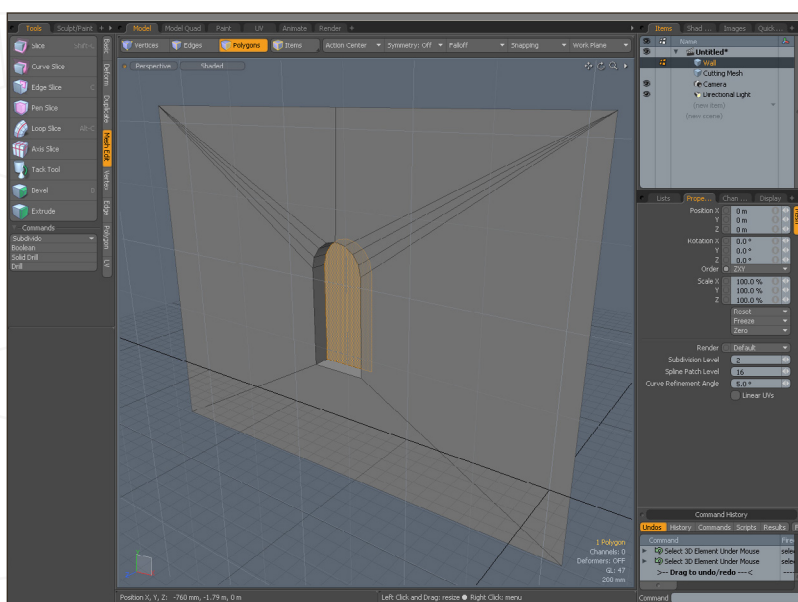 Tools Sculpt/Paint + Model Model Quad Paint UV Animate Render + Items Shad ... Images Quick... +
Vertices Edges Polygons Items Action Center Symmetry: Off Falloff Snapping Work Plane
Perspective Shaded
Slice Shift-C
Curve Slice
Edge Slice C
Pen Slice
Loop Slice Alt-C
Axis Slice
Tack Tool
Bevel B
Extrude
Commands
Subdivide
Boolean
Solid Drill
Drill
Basic
Deform
Duplicate
Mesh Edit
Vertex
Edge
Polygon
UV
Name
Untitled*
Wall
Cutting Mesh
Camera
Directional Light
(new item)
(new scene)
Lists Prope... Chan ... Display +
Position X 0 m
Y 0 m
Z 0 m
Rotation X 0.0 °
Y 0.0 °
Z 0.0 °
Order ZXY
Scale X 100.0 %
Y 100.0 %
Z 100.0 %
Reset
Freeze
Zero
Render Default
Subdivision Level 2
Spline Patch Level 16
Curve Refinement Angle 5.0 °
Linear UVs
1 Polygon
Channels: 0
Deformers: OFF
GL: 47
200 mm
Command History
Undos History Commands Scripts Results
Command
Select 3D Element Under Mouse
Select 3D Element Under Mouse
>-- Drag to undo/redo ---<
Position X, Y, Z: -760 mm, -1.79 m, 0 m Left Click and Drag: resize ● Right Click: menu
Command